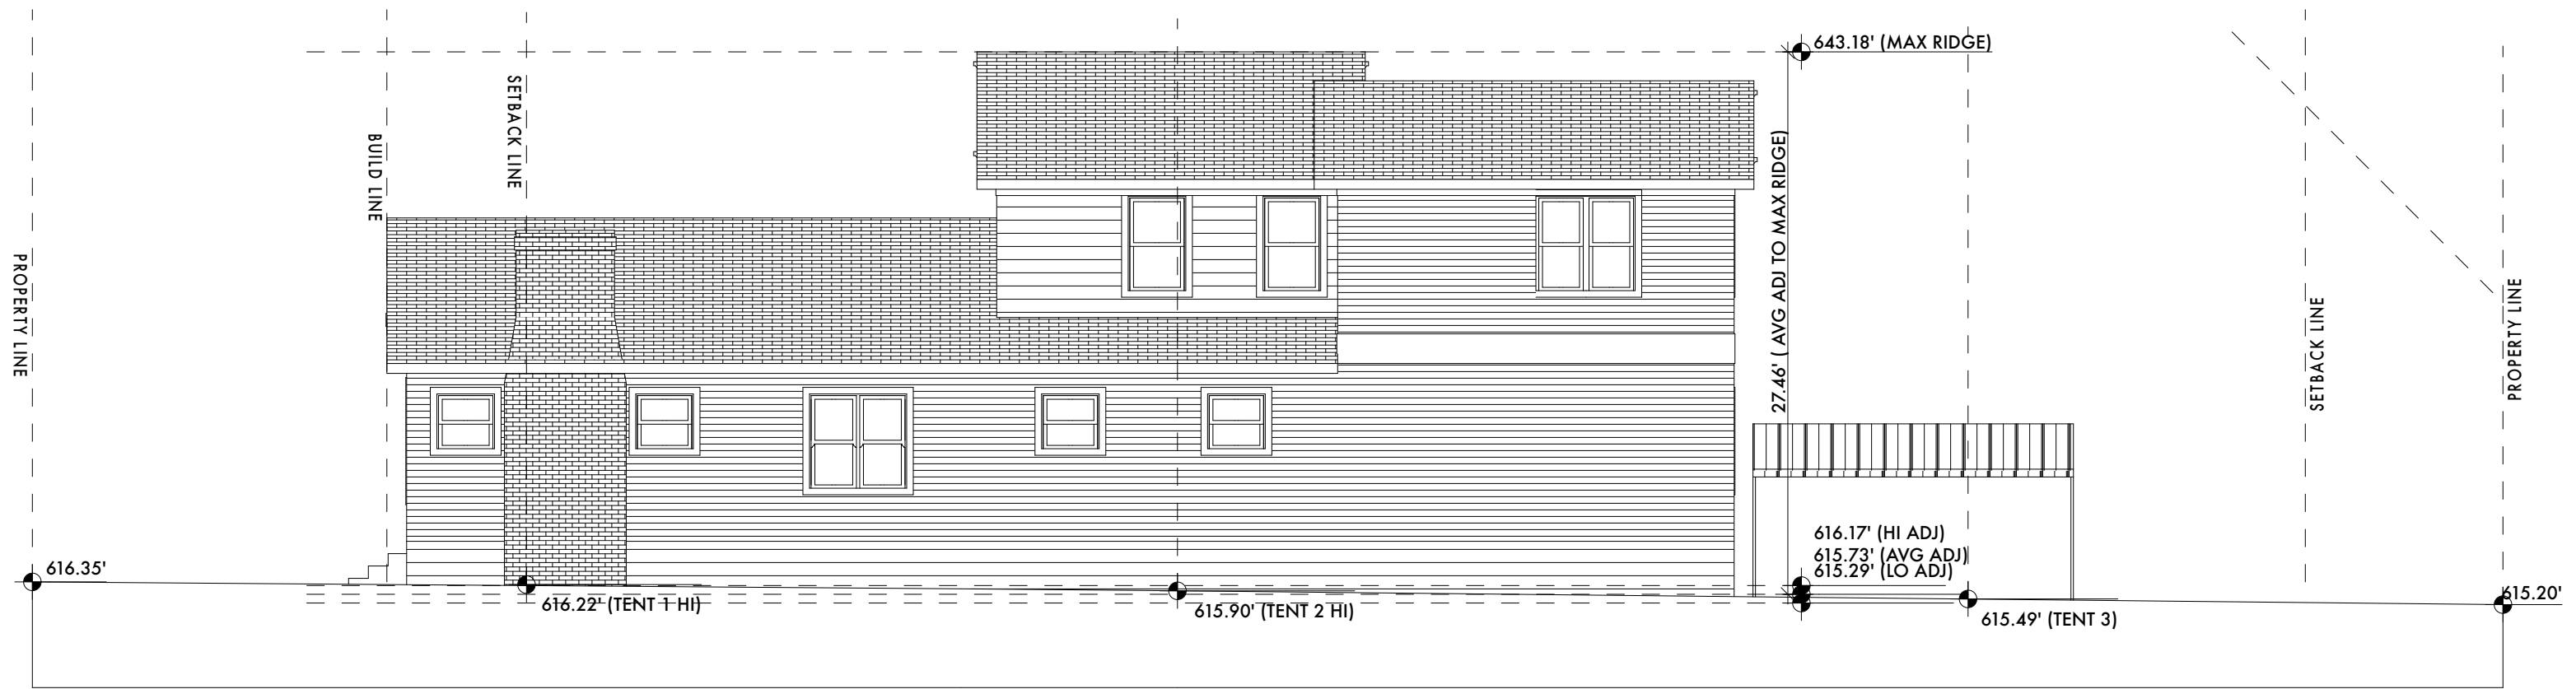 643.18' (MAX RIDGE)
SETBACK LINE
BUILD LINE
PROPERTY LINE
27.46' ( AVG ADJ TO MAX RIDGE)
SETBACK LINE
PROPERTY LINE
616.17' (HI ADJ)
615.73' (AVG ADJ)
615.29' (LO ADJ)
616.35'
616.22' (TENT 1 HI)
615.90' (TENT 2 HI)
615.49' (TENT 3)
615.20'